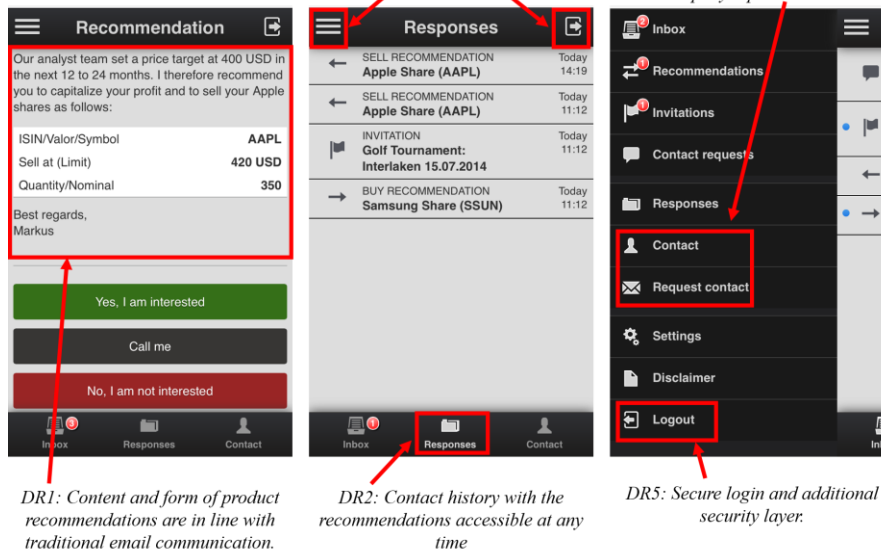 Recommendation
Our analyst team set a price target at 400 USD in
the next 12 to 24 months. I therefore recommend
you to capitalize your profit and to sell your Apple
shares as follows:
ISIN/Valor/Symbol AAPL
Sell at (Limit) 420 USD
Quantity/Nominal 350
Best regards,
Markus
Yes, I am interested
Call me
No, I am not interested
3
Inbox Responses Contact
DR1: Content and form of product
recommendations are in line with
traditional email communication.
Responses
SELL RECOMMENDATION Today
Apple Share (AAPL) 14:19
SELL RECOMMENDATION Today
Apple Share (AAPL) 11:12
INVITATION Today
Golf Tournament: 11:12
Interlaken 15.07.2014
BUY RECOMMENDATION Today
Samsung Share (SSUN) 11:12
1
Inbox Responses Contact
DR2: Contact history with the
recommendations accessible at any
time
2
Inbox
1
Recommendations
1
Invitations
Contact requests
Responses
Contact
Request contact
Settings
Disclaimer
Logout
DR5: Secure login and additional
security layer.